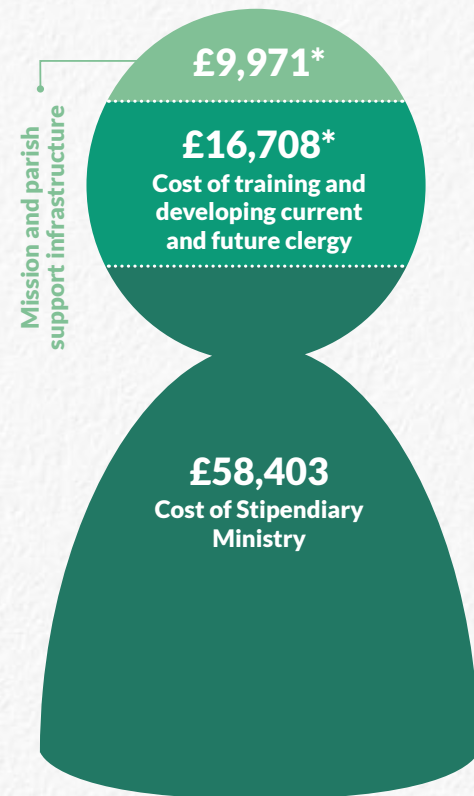 £9,971*
Mission and parish
support infrastructure
£16,708*
Cost of training and
developing current
and future clergy
£58,403
Cost of Stipendiary
Ministry